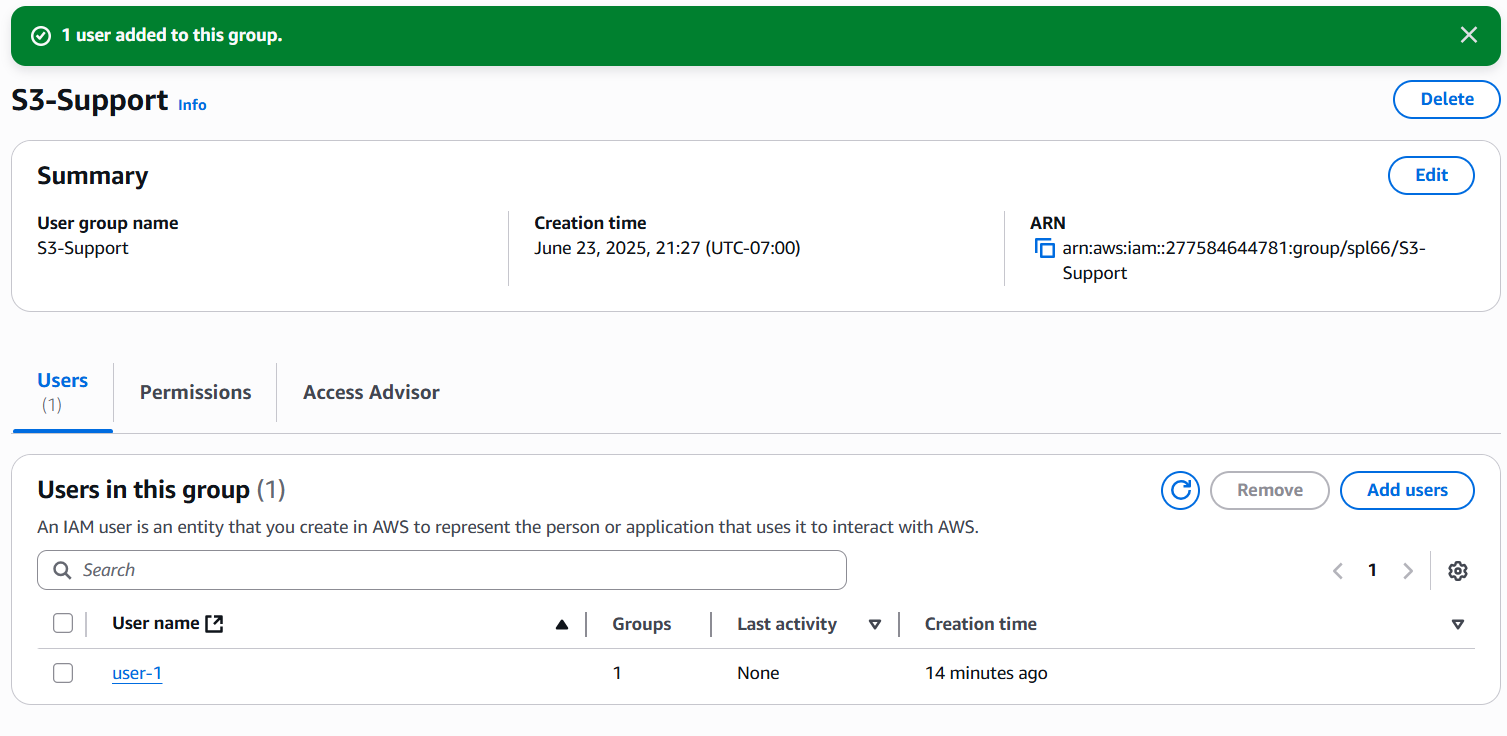 1 user added to this group.
S3-Support Info
Delete
Summary
Edit
User group name
S3-Support
Creation time
June 23, 2025, 21:27 (UTC-07:00)
ARN
arn:aws:iam::277584644781:group/spl66/S3-
Support
Users
(1)
Permissions
Access Advisor
Users in this group (1)
Remove
Add users
An IAM user is an entity that you create in AWS to represent the person or application that uses it to interact with AWS.
Search
1
User name
Groups
Last activity
Creation time
user-1
1
None
14 minutes ago